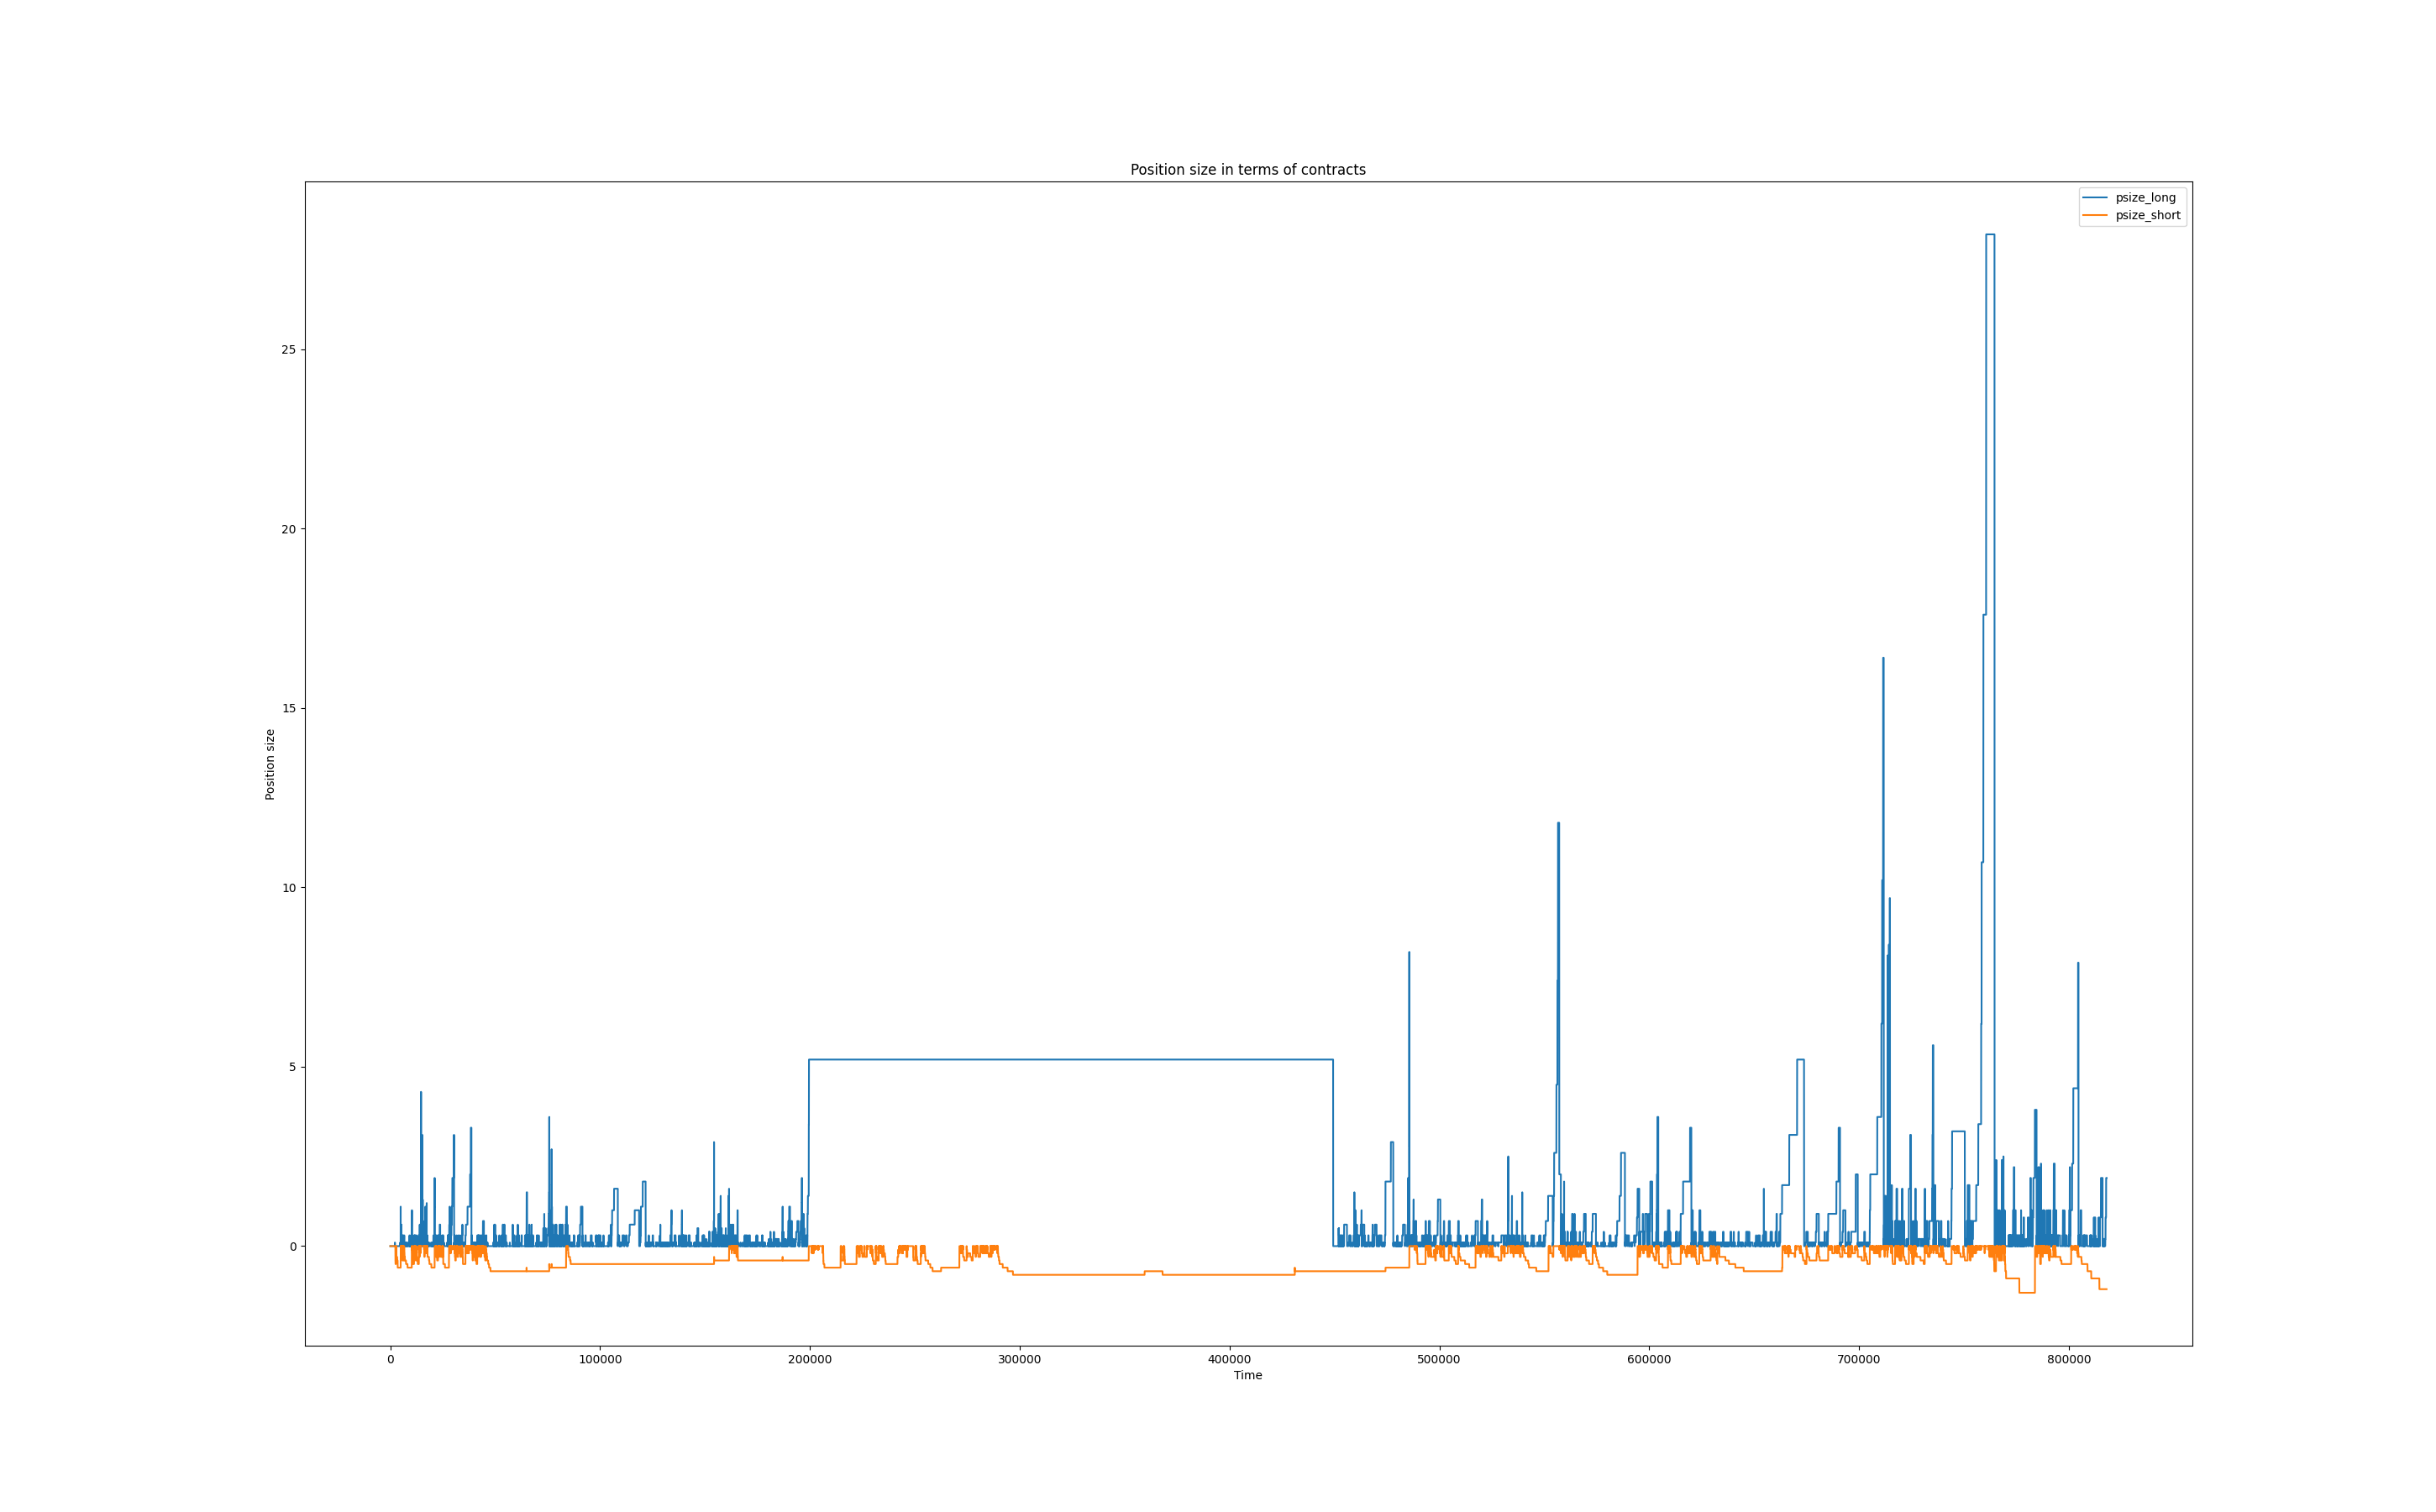 Position size in terms of contracts
psize_long
psize_short
25
20
15
10
5
0
Position size
0 100000 200000 300000 400000 500000 600000 700000 800000
Time